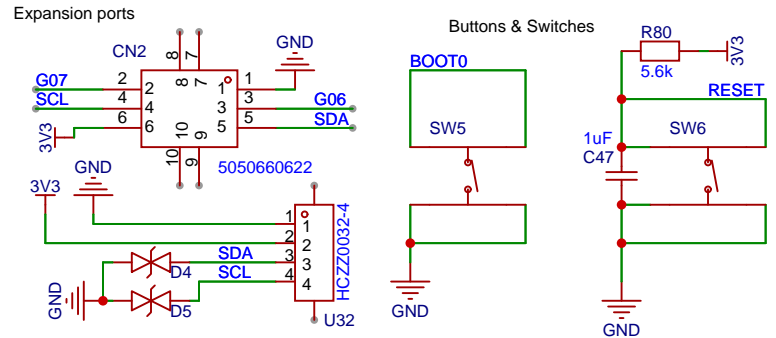 Expansion ports
CN2
8
7
GND
G07
2
2
8
7
1
1
SCL
4
4
3
3
G06
6
6
10
9
5
5
SDA
3V3
10
9
5050660622
GND
3V3
1
1
2
2
SDA
3
3
D4
SCL
4
4
D5
GND
HCZZ0032-4
U32
Buttons & Switches
BOOT0
SW5
GND
R80
5.6k
3V3
RESET
1uF
C47
SW6
GND